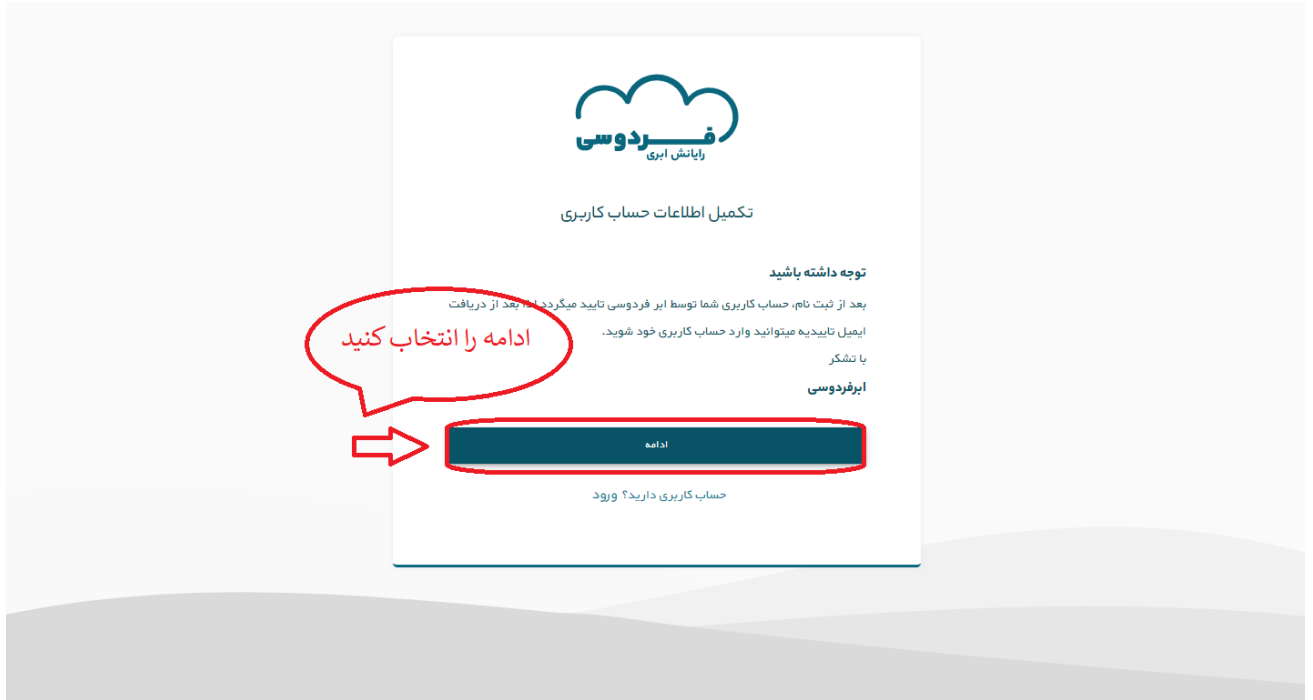 فردوسی
رایانش ابری
تکمیل اطلاعات حساب کاربری
توجه داشته باشید
بعد از ثبت نام، حساب کاربری شما توسط ابر فردوسی تایید میگردد لذا بعد از دریافت
ایمیل تاییدیه میتوانید وارد حساب کاربری خود شوید.
با تشکر
ابرفردوسی
ادامه را انتخاب کنید
ادامه
حساب کاربری دارید؟ ورود